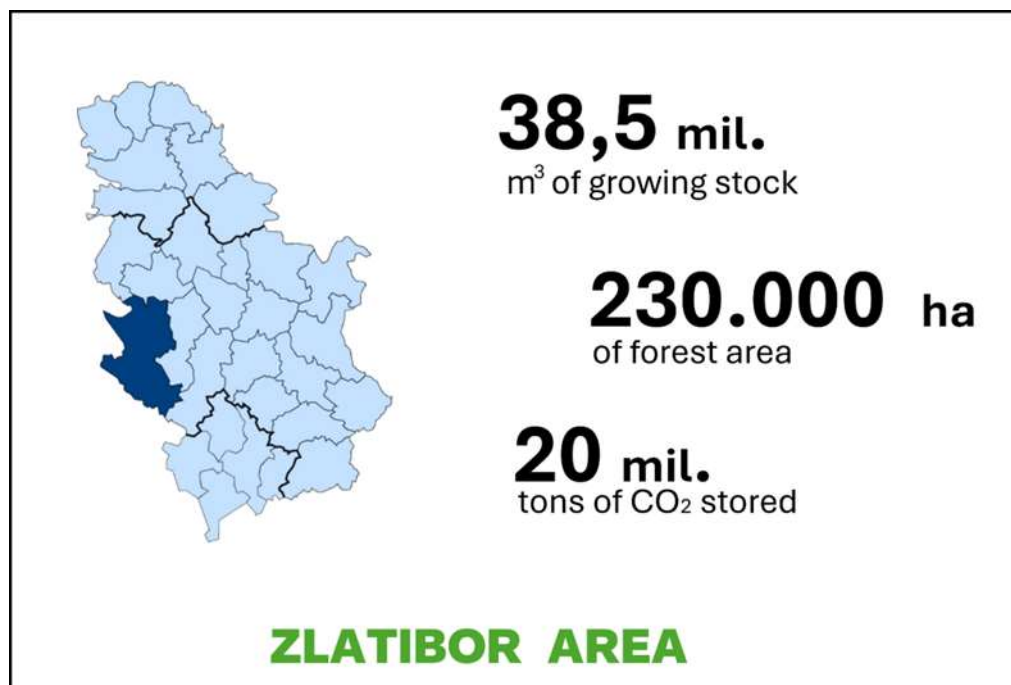 38,5 mil.
m³ of growing stock
230.000 ha
of forest area
20 mil.
tons of CO₂ stored
ZLATIBOR AREA